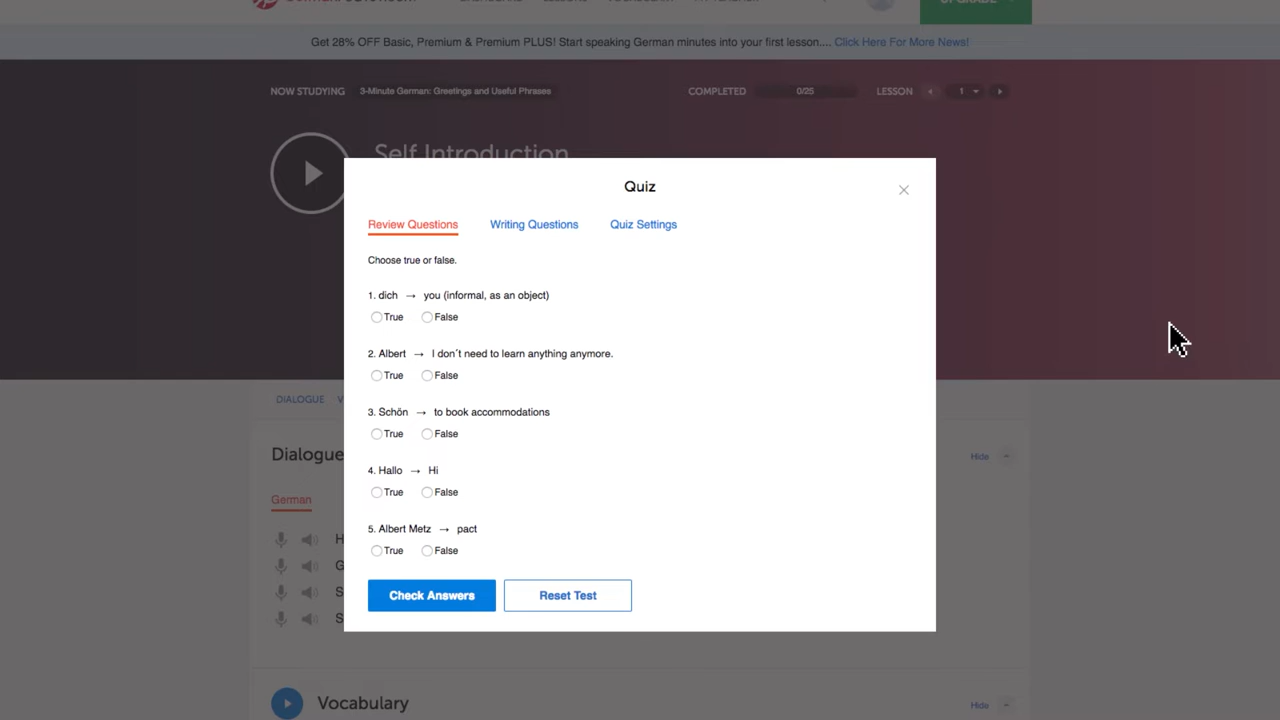 UPGRADE
Get 28% OFF Basic, Premium & Premium PLUS! Start speaking German minutes into your first lesson.... Click Here For More News!
NOW STUDYING 3-Minute German: Greetings and Useful Phrases COMPLETED 0/25 LESSON 1
Self Introduction
Quiz
Review Questions Writing Questions Quiz Settings
Choose true or false.
1. dich → you (informal, as an object)
True False
2. Albert → I don´t need to learn anything anymore.
True False
3. Schön → to book accommodations
True False
4. Hallo → Hi
True False
5. Albert Metz → pact
True False
Check Answers Reset Test
DIALOGUE
Dialogue Hide
German
Vocabulary Hide